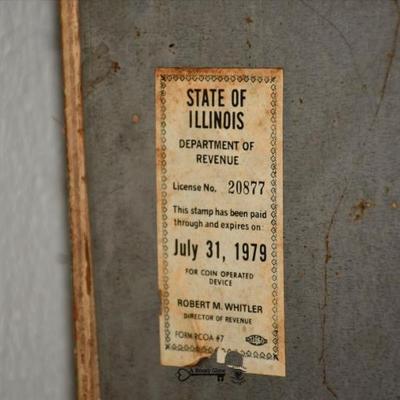 STATE OF
ILLINOIS
DEPARTMENT OF
REVENUE
License No. 20877
This stamp has been paid
through and expires on:
July 31, 1979
FOR COIN OPERATED
DEVICE
ROBERT M. WHITLER
DIRECTOR OF REVENUE
FORM RCOA #7